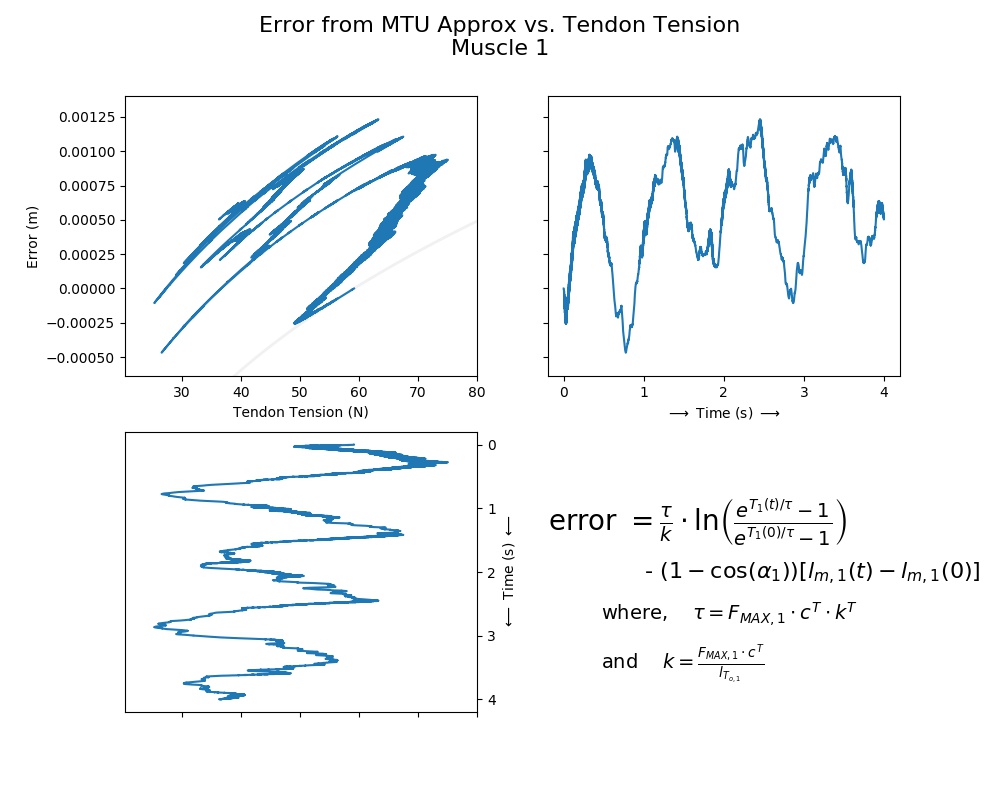 Error from MTU Approx vs. Tendon Tension
Muscle 1
0.00125
0.00100
0.00075
0.00050
0.00025
0.00000
−0.00025
−0.00050
Error (m)
30 40 50 60 70 80
Tendon Tension (N)
0 1 2 3 4
⟶ Time (s) ⟶
0
1
2
3
4
⟵ Time (s) ⟵
error = \frac{τ}{k} · ln(\frac{e^{T_1(t)/τ} − 1}{e^{T_1(0)/τ} − 1})
- (1 − cos(α_1))[l_{m,1}(t) − l_{m,1}(0)]
where, τ = F_{MAX,1} · c^T · k^T
and k = \frac{F_{MAX,1} · c^T}{l_{T_{o,1}}}